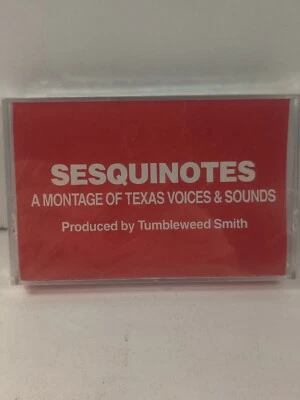 SESQUINOTES
A MONTAGE OF TEXAS VOICES & SOUNDS
Produced by Tumbleweed Smith